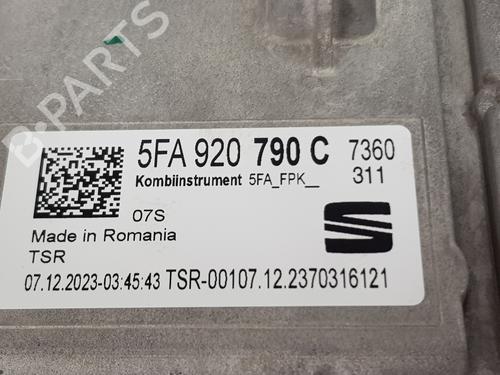 B-PARTS
5FA 920 790 C 7360
Kombiinstrument 5FA_FPK__ 311
07S
Made in Romania
TSR
07.12.2023-03:45:43 TSR-00107.12.2370316121